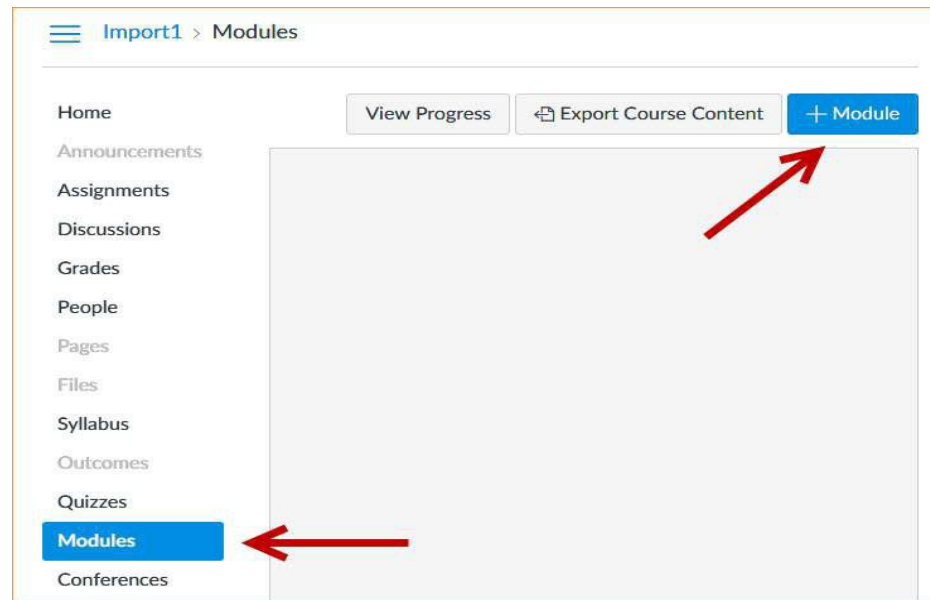 Import1 > Modules
View Progress Export Course Content + Module
Home
Announcements
Assignments
Discussions
Grades
People
Pages
Files
Syllabus
Outcomes
Quizzes
Modules
Conferences